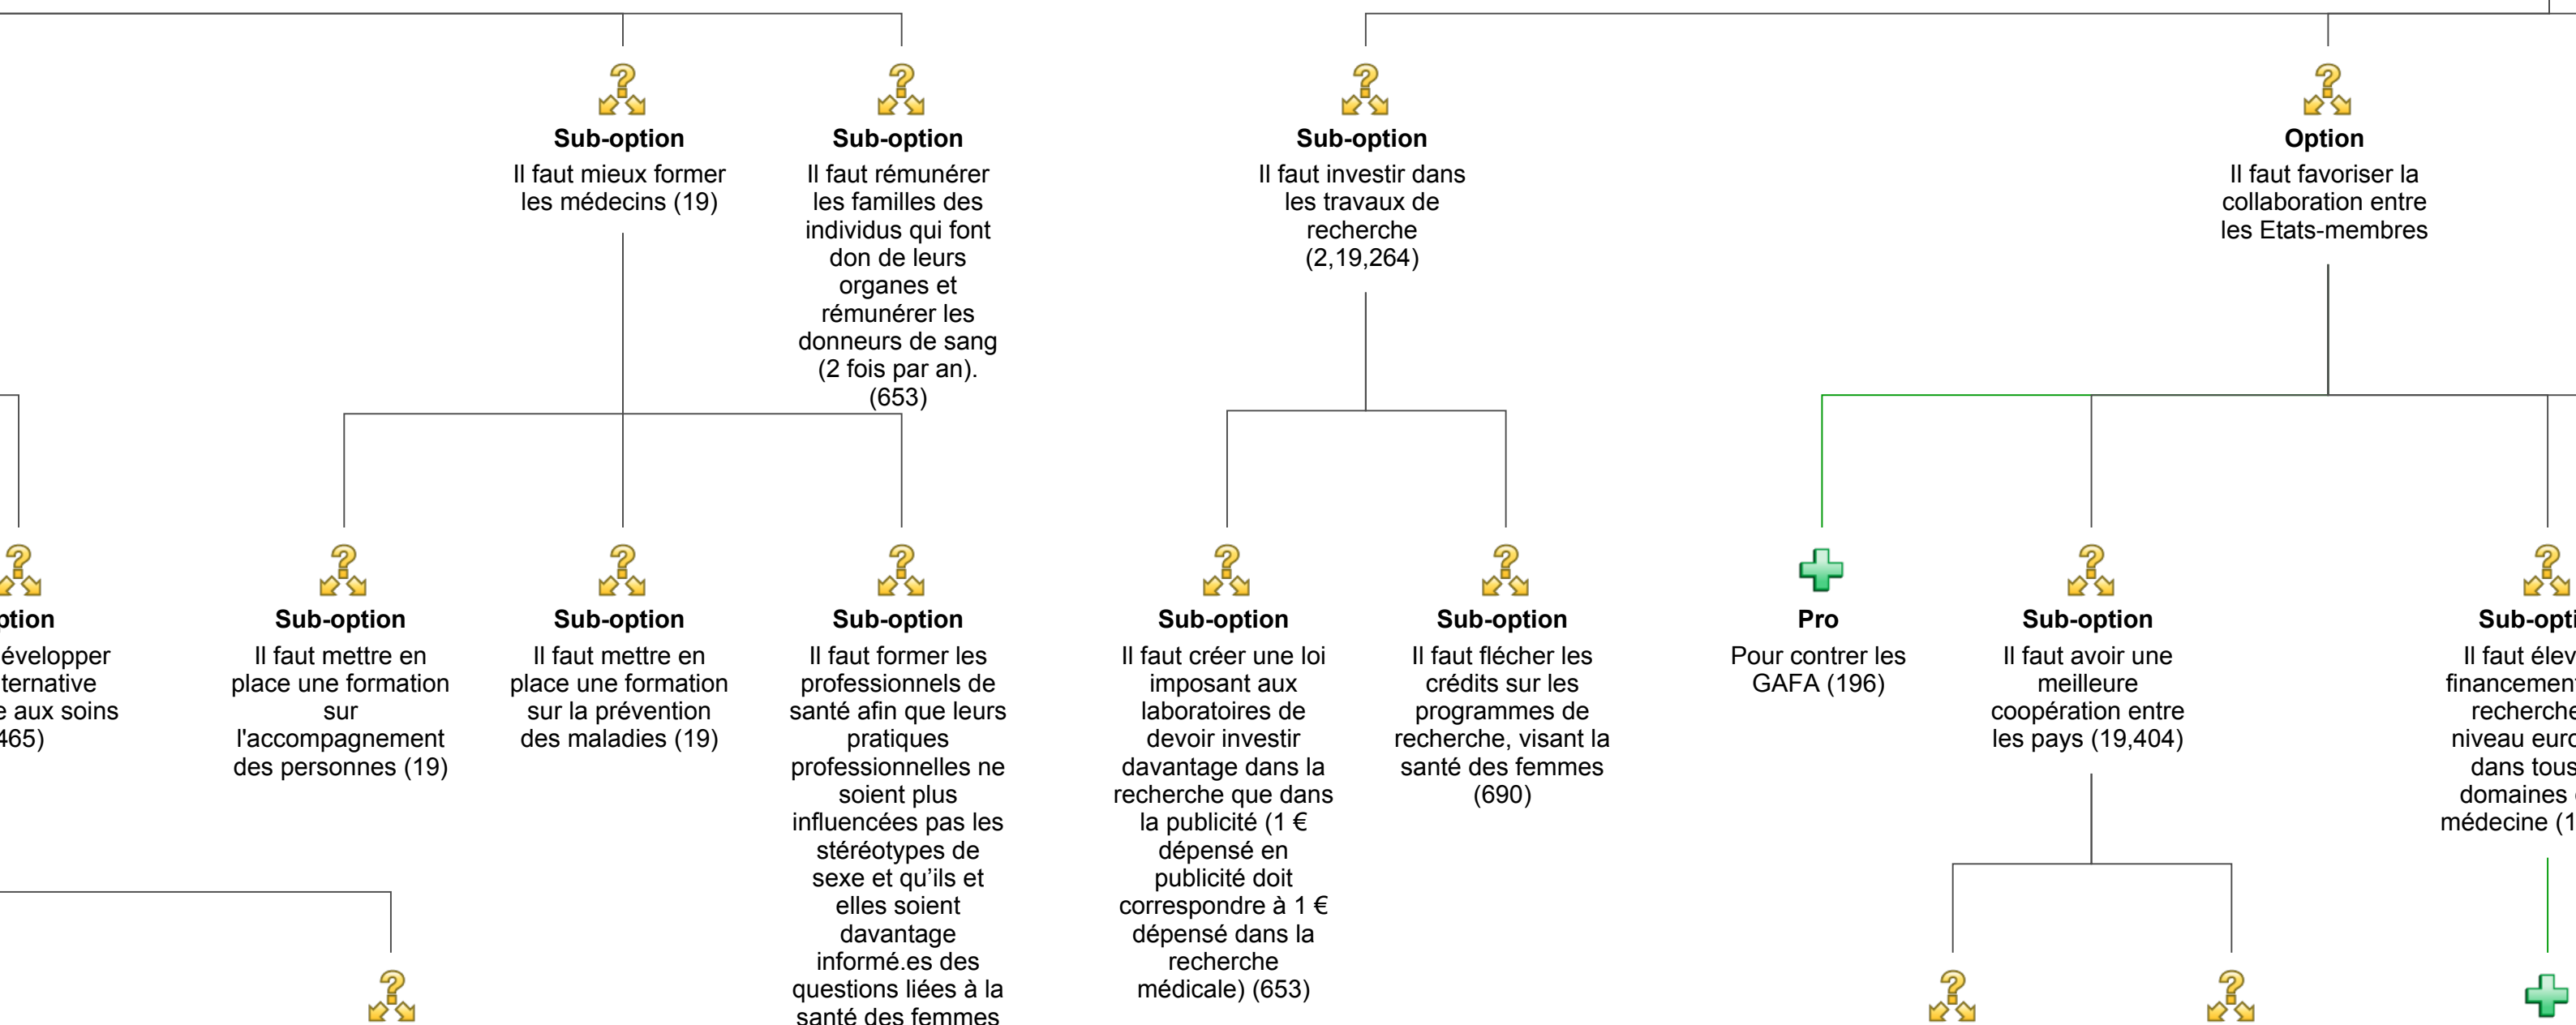 Sub-option
Il faut mieux former
les médecins (19)
Sub-option
Il faut rémunérer
les familles des
individus qui font
don de leurs
organes et
rémunérer les
donneurs de sang
(2 fois par an).
(653)
Sub-option
Il faut investir dans
les travaux de
recherche
(2,19,264)
Option
Il faut favoriser la
collaboration entre
les Etats-membres
Sub-option
Il faut mettre en
place une formation
sur
l'accompagnement
des personnes (19)
Sub-option
Il faut mettre en
place une formation
sur la prévention
des maladies (19)
Sub-option
Il faut former les
professionnels de
santé afin que leurs
pratiques
professionnelles ne
soient plus
influencées pas les
stéréotypes de
sexe et qu’ils et
elles soient
davantage
informé.es des
questions liées à la
santé des femmes
Sub-option
Il faut créer une loi
imposant aux
laboratoires de
devoir investir
davantage dans la
recherche que dans
la publicité (1 €
dépensé en
publicité doit
correspondre à 1 €
dépensé dans la
recherche
médicale) (653)
Sub-option
Il faut flécher les
crédits sur les
programmes de
recherche, visant la
santé des femmes
(690)
Pro
Pour contrer les
GAFA (196)
Sub-option
Il faut avoir une
meilleure
coopération entre
les pays (19,404)
Il faut
recherche
niveau
dans tous
domaines
médecine
aux soins